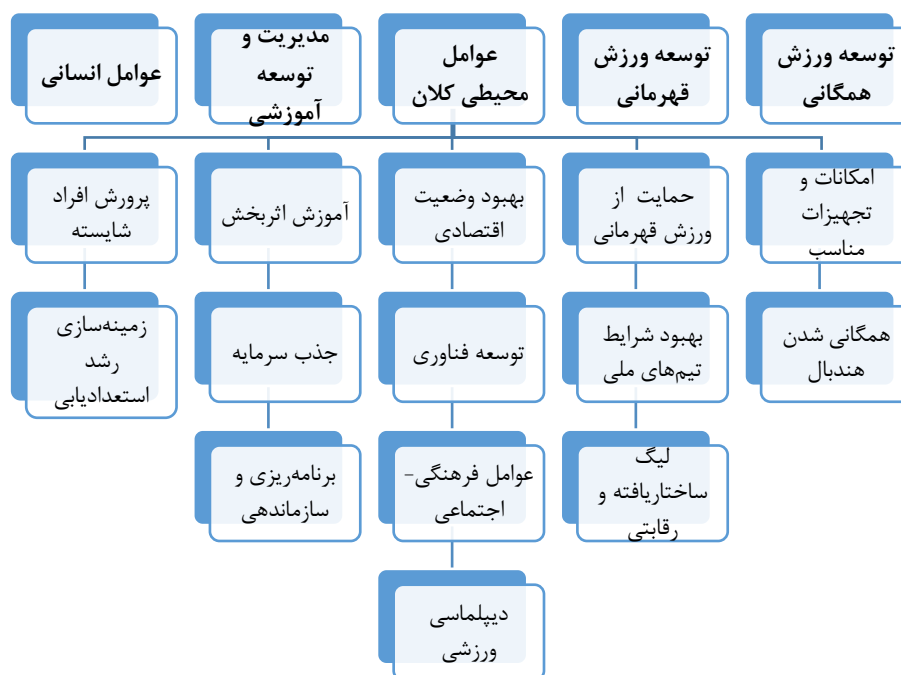 توسعه ورزش
همگانی
توسعه ورزش
قهرمانی
عوامل
محیطی کلان
مدیریت و
توسعه
آموزشی
عوامل انسانی
امکانات و
تجهیزات
مناسب
حمایت از
ورزش قهرمانی
بهبود وضعیت
اقتصادی
آموزش اثربخش
پرورش افراد
شایسته
همگانی شدن
هندبال
بهبود شرایط
تیم‌های ملی
توسعه فناوری
جذب سرمایه
زمینه‌سازی
رشد
استعدادیابی
لیگ
ساختاریافته و
رقابتی
عوامل فرهنگی-
اجتماعی
برنامه‌ریزی و
سازماندهی
دیپلماسی
ورزشی